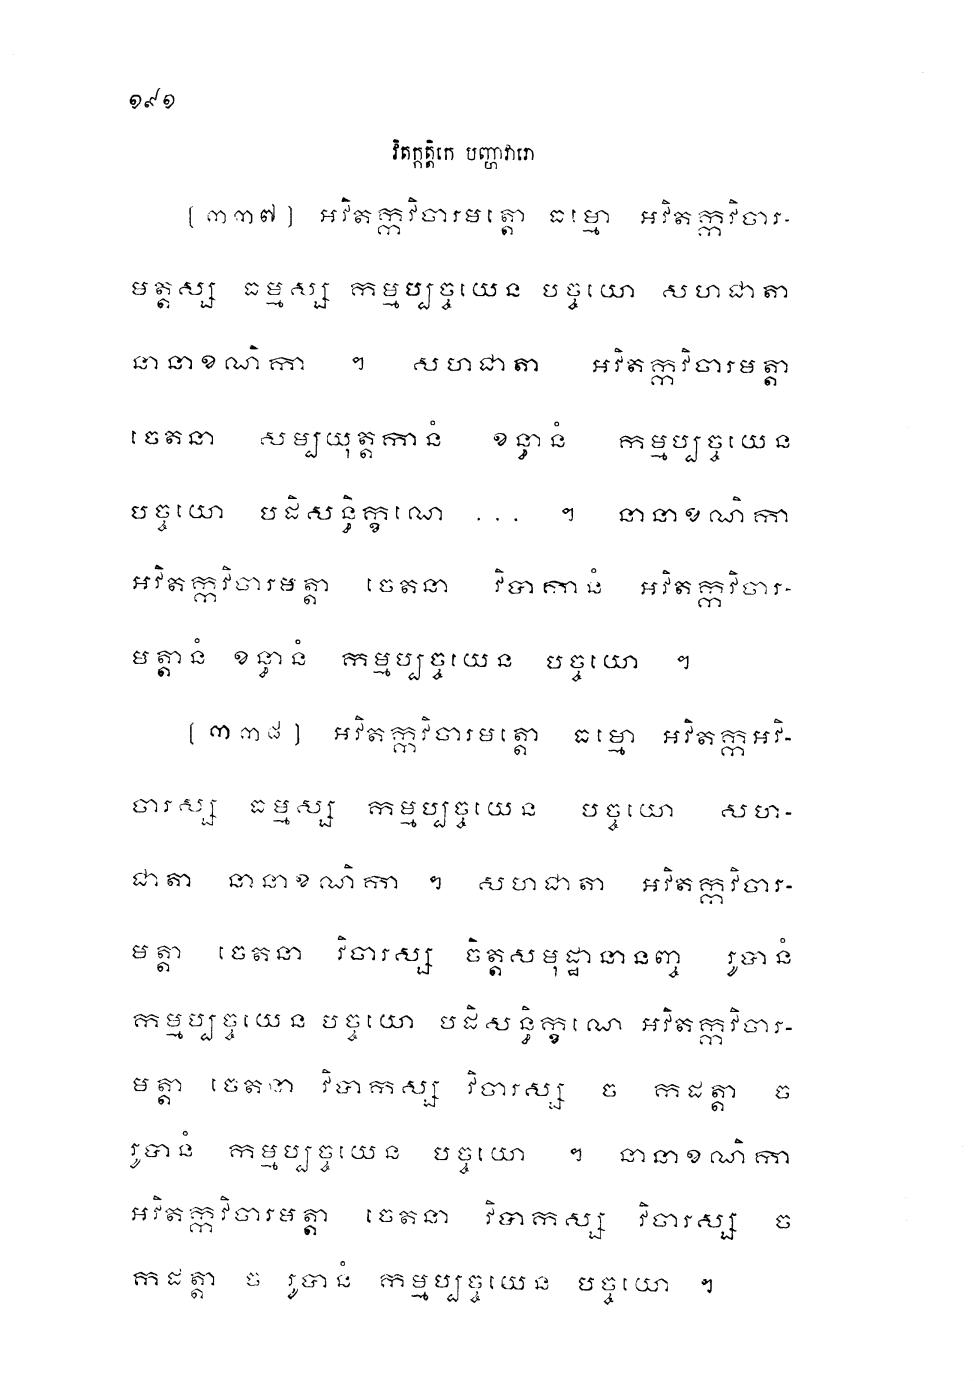 ១៩១
វិតក្កត្តិកេ បញ្ហាវារោ
[៣៣៧] អវិតក្កវិចារមត្តោ ធម្មោ អវិតក្កវិចារ-
មត្តស្ស ធម្មស្ស កម្មប្បច្ចយេន បច្ចយោ សហជាតា
នានាខណិកា ។ សហជាតា អវិតក្កវិចារមត្តា
ចេតនា សម្បយុត្តកានំ ខន្ធានំ កម្មប្បច្ចយេន
បច្ចយោ បដិសន្ធិក្ខណេ ... ។ នានាខណិកា
អវិតក្កវិចារមត្តា ចេតនា វិបាកានំ អវិតក្កវិចារ-
មត្តានំ ខន្ធានំ កម្មប្បច្ចយេន បច្ចយោ ។
[៣៣៨] អវិតក្កវិចារមត្តោ ធម្មោ អវិតក្កអវិ-
ចារស្ស ធម្មស្ស កម្មប្បច្ចយេន បច្ចយោ សហ-
ជាតា នានាខណិកា ។ សហជាតា អវិតក្កវិចារ-
មត្តា ចេតនា វិចារស្ស ចិត្តសមុដ្ឋានានញ្ច រូបានំ
កម្មប្បច្ចយេន បច្ចយោ បដិសន្ធិក្ខណេ អវិតក្កវិចារ-
មត្តា ចេតនា វិបាកស្ស វិចារស្ស ច កដត្តា ច
រូបានំ កម្មប្បច្ចយេន បច្ចយោ ។ នានាខណិកា
អវិតក្កវិចារមត្តា ចេតនា វិបាកស្ស វិចារស្ស ច
កដត្តា ច រូបានំ កម្មប្បច្ចយេន បច្ចយោ ។